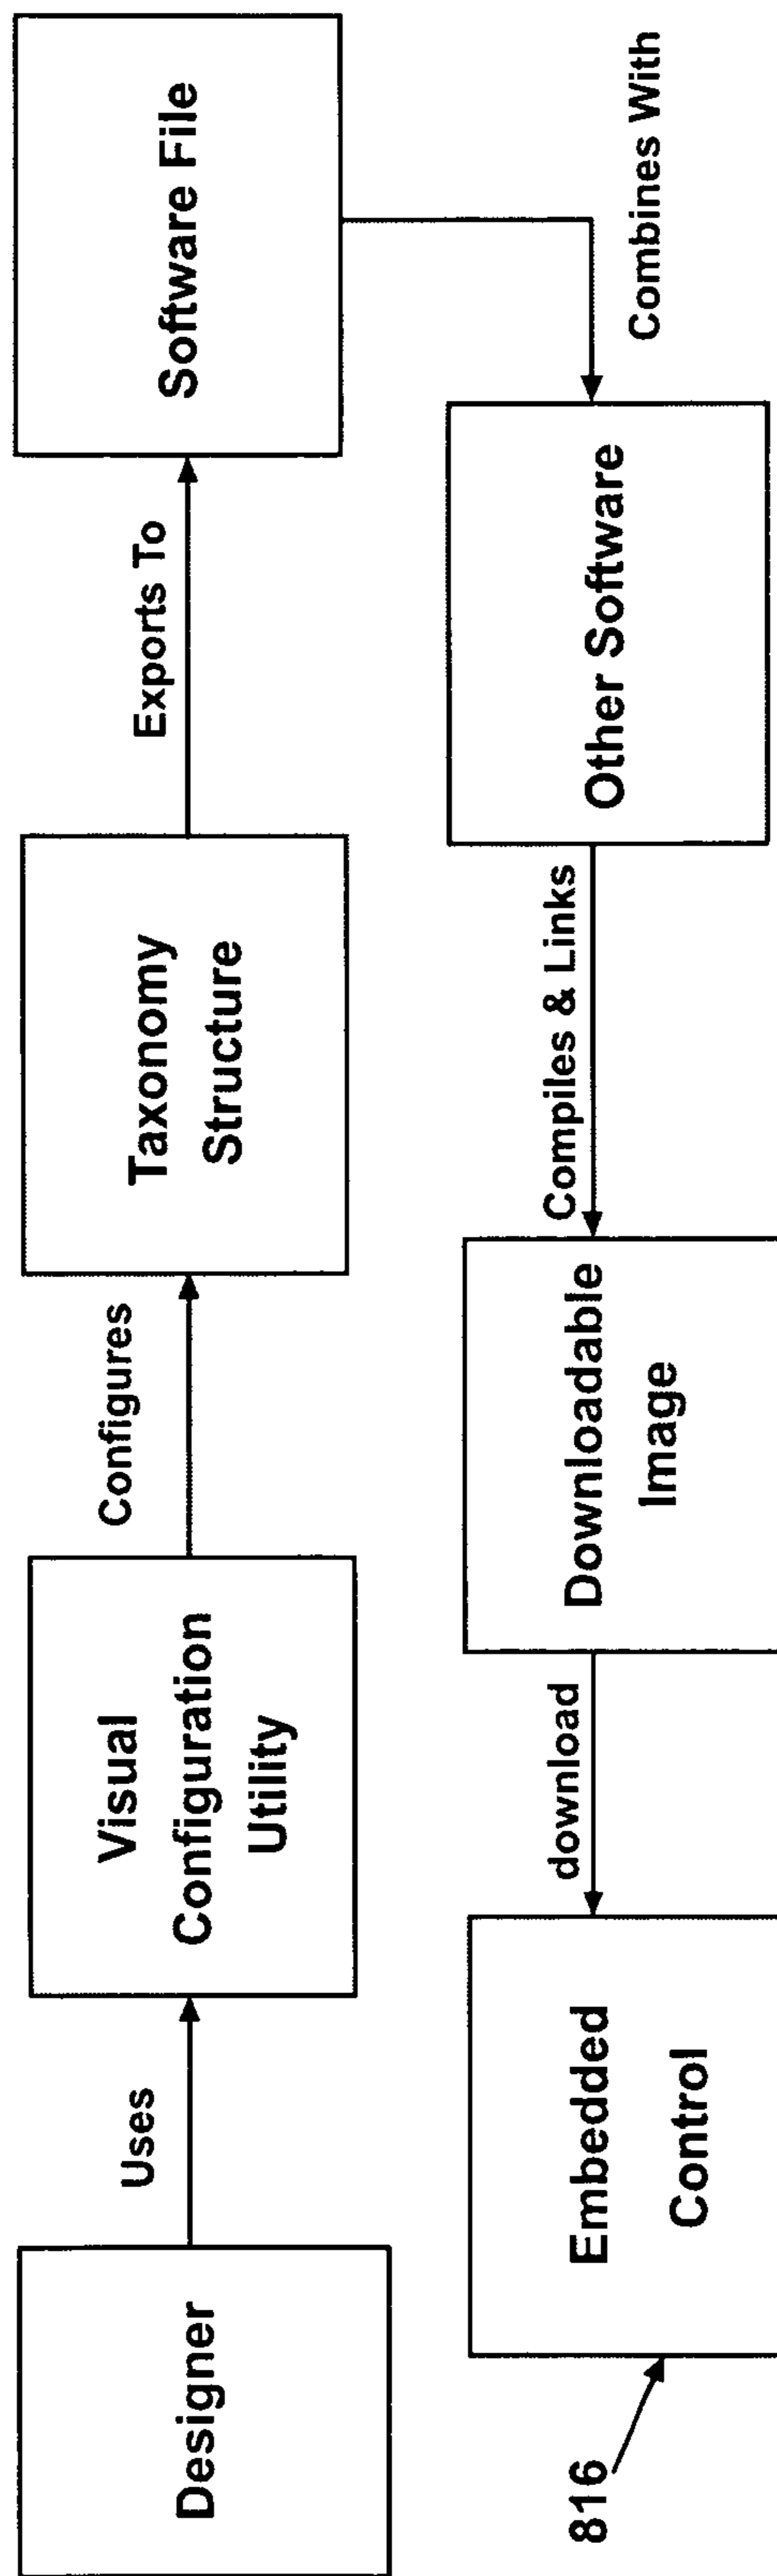 Designer
Uses
Visual
Configuration
Utility
Configures
Taxonomy
Structure
Exports To
Software File
Combines With
Other Software
Compiles & Links
Downloadable
Image
download
Embedded
Control
816